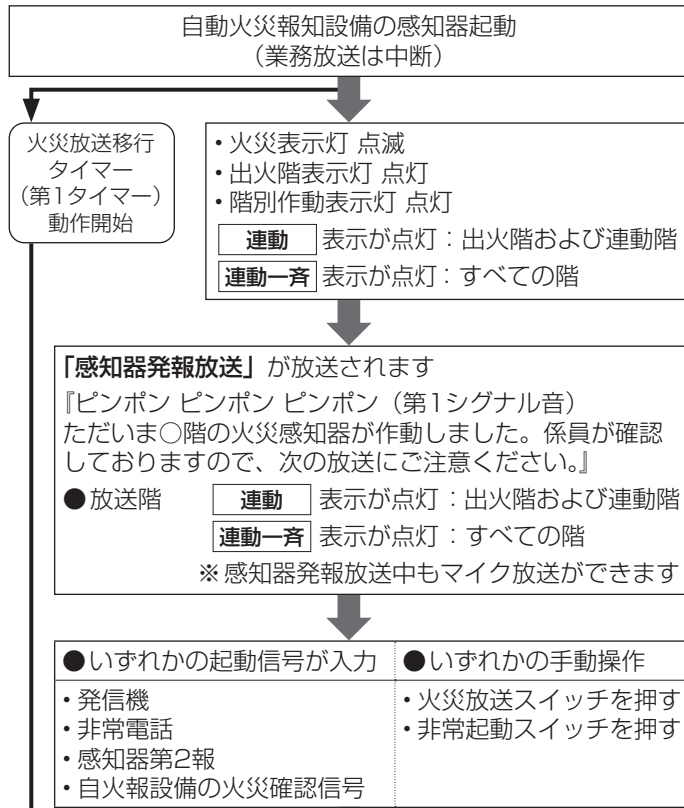 自動火災報知設備の感知器起動
（業務放送は中断）
火災放送移行
タイマー
（第1タイマー）
動作開始
・火災表示灯 点滅
・出火階表示灯 点灯
・階別作動表示灯 点灯
連動 表示が点灯：出火階および連動階
連動一斉 表示が点灯：すべての階
「感知器発報放送」が放送されます
『ピンポン ピンポン ピンポン（第1シグナル音）
ただいま○階の火災感知器が作動しました。係員が確認
しておりますので、次の放送にご注意ください。』
●放送階 連動 表示が点灯：出火階および連動階
連動一斉 表示が点灯：すべての階
※感知器発報放送中もマイク放送ができます
●いずれかの起動信号が入力
・発信機
・非常電話
・感知器第2報
・自火報設備の火災確認信号
●いずれかの手動操作
・火災放送スイッチを押す
・非常起動スイッチを押す